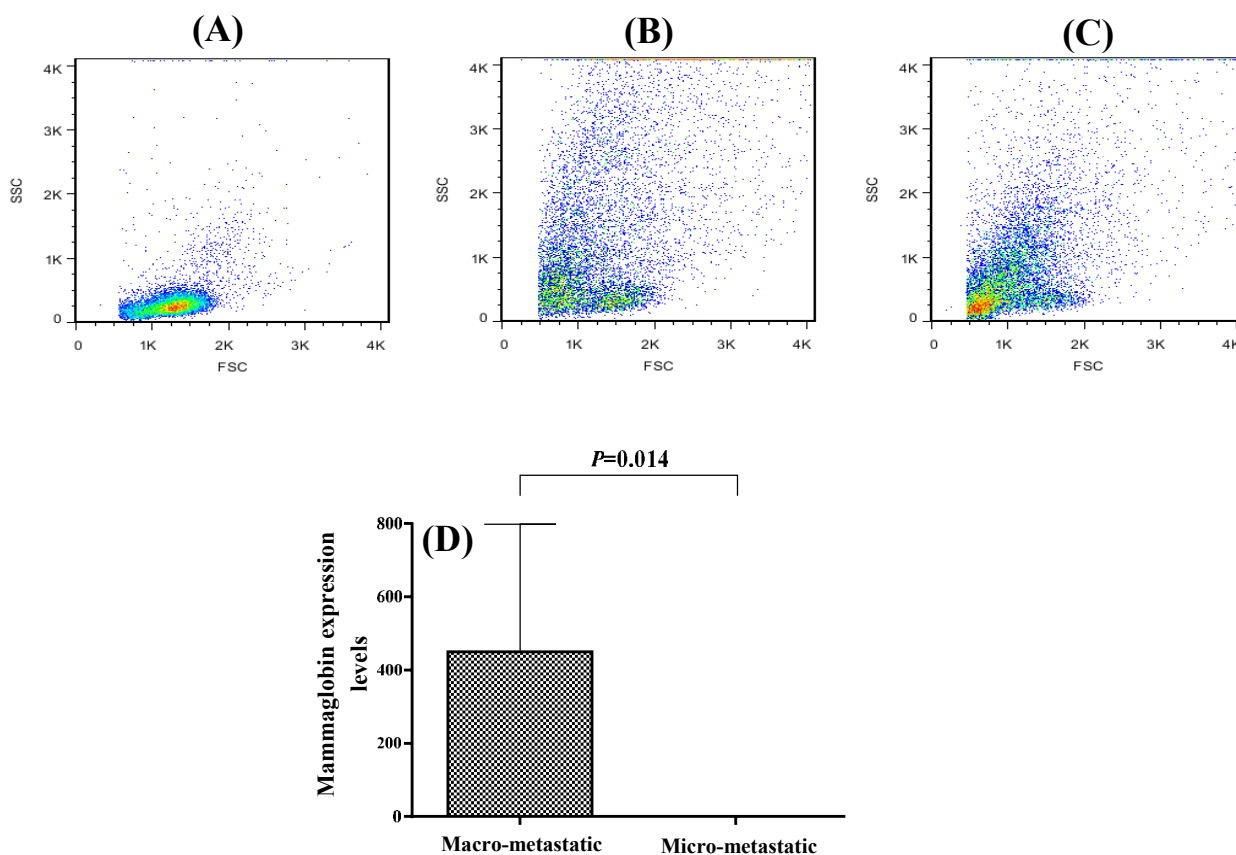 (A)
(B)
(C)
4K
3K
2K
1K
0
SSC
0 1K 2K 3K 4K
FSC
4K
3K
2K
1K
0
SSC
0 1K 2K 3K 4K
FSC
4K
3K
2K
1K
0
SSC
0 1K 2K 3K 4K
FSC
P=0.014
(D)
Mammaglobin expression
levels
800
600
400
200
0
Macro-metastatic
Micro-metastatic